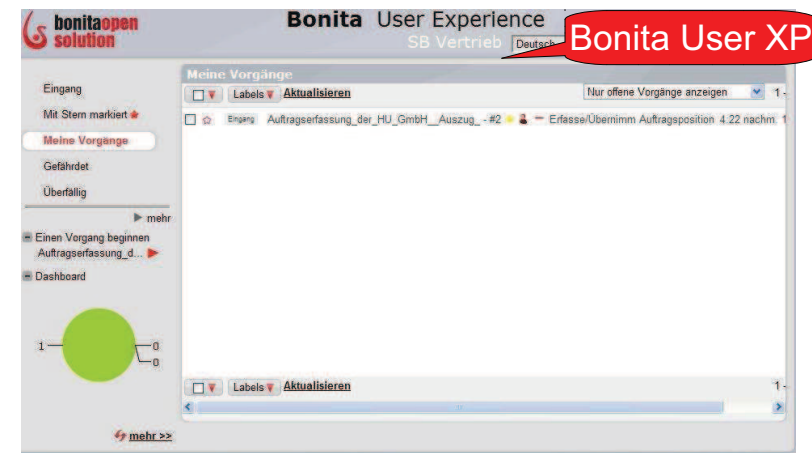 bonitaopen
solution
Bonita User Experience
SB Vertrieb Deutsch
Bonita User XP
Eingang
Mit Stern markiert
Meine Vorgänge
Gefährdet
Überfällig
mehr
Einen Vorgang beginnen
Auftragserfassung_d...
Dashboard
1
0
0
mehr >>
Meine Vorgänge
Labels Aktualisieren Nur offene Vorgänge anzeigen 1-
Eingang Auftragserfassung_der_HU_GmbH__Auszug_ - #2 – Erfasse/Übernimm Auftragsposition 4.22 nachm. 1
Labels Aktualisieren 1-